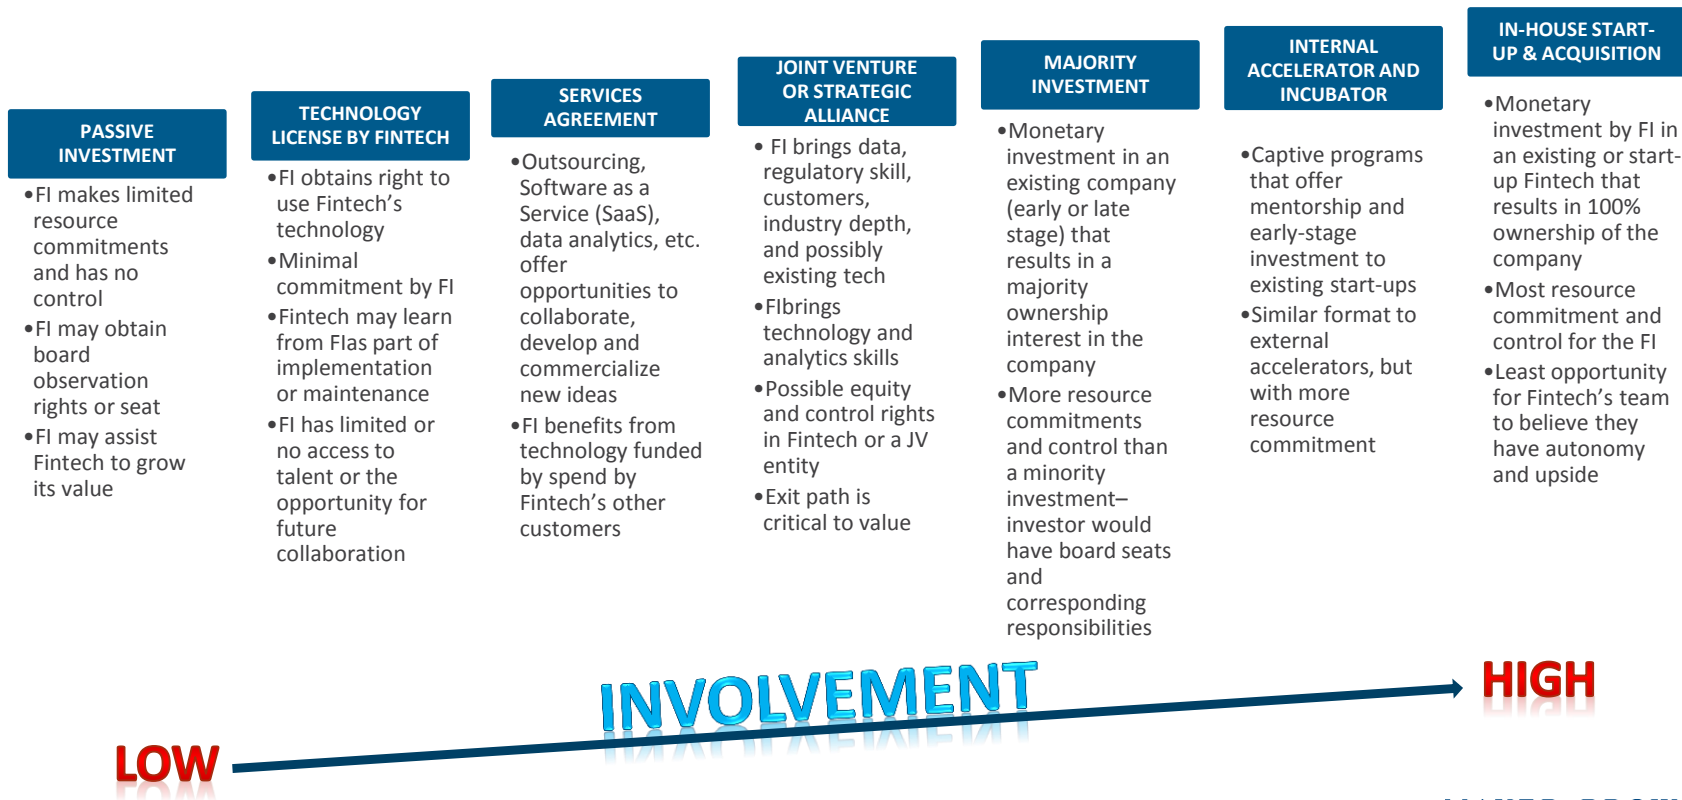 PASSIVE
INVESTMENT
•FI makes limited
resource
commitments
and has no
control
•FI may obtain
board
observation
rights or seat
•FI may assist
Fintech to grow
its value
TECHNOLOGY
LICENSE BY FINTECH
•FI obtains right to
use Fintech's
technology
•Minimal
commitment by FI
•Fintech may learn
from FIas part of
implementation
or maintenance
•FI has limited or
no access to
talent or the
opportunity for
future
collaboration
SERVICES
AGREEMENT
•Outsourcing,
Software as a
Service (SaaS),
data analytics, etc.
offer
opportunities to
collaborate,
develop and
commercialize
new ideas
•FI benefits from
technology funded
by spend by
Fintech's other
customers
JOINT VENTURE
OR STRATEGIC
ALLIANCE
• FI brings data,
regulatory skill,
customers,
industry depth,
and possibly
existing tech
•FIbrings
technology and
analytics skills
•Possible equity
and control rights
in Fintech or a JV
entity
•Exit path is
critical to value
MAJORITY
INVESTMENT
•Monetary
investment in an
existing company
(early or late
stage) that
results in a
majority
ownership
interest in the
company
•More resource
commitments
and control than
a minority
investment–
investor would
have board seats
and
corresponding
responsibilities
INTERNAL
ACCELERATOR AND
INCUBATOR
•Captive programs
that offer
mentorship and
early-stage
investment to
existing start-ups
•Similar format to
external
accelerators, but
with more
resource
commitment
IN-HOUSE START-
UP & ACQUISITION
•Monetary
investment by FI in
an existing or start-
up Fintech that
results in 100%
ownership of the
company
•Most resource
commitment and
control for the FI
•Least opportunity
for Fintech's team
to believe they
have autonomy
and upside
INVOLVEMENT
HIGH
LOW